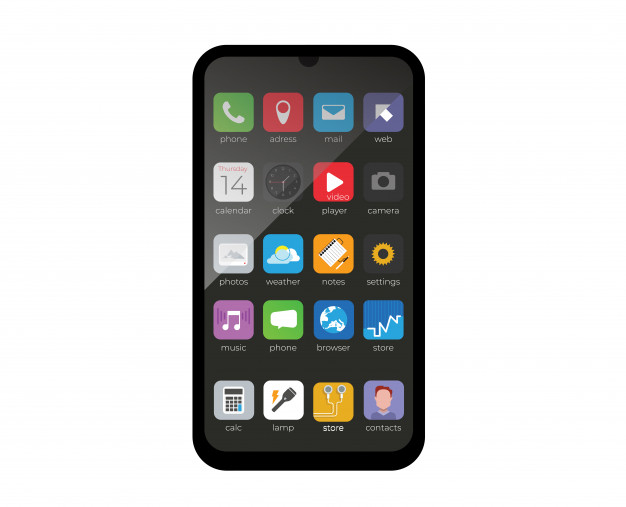 phone adress mail web
Thursday
14
video
calendar clock player camera
photos weather notes settings
music phone browser store
calc lamp store contacts